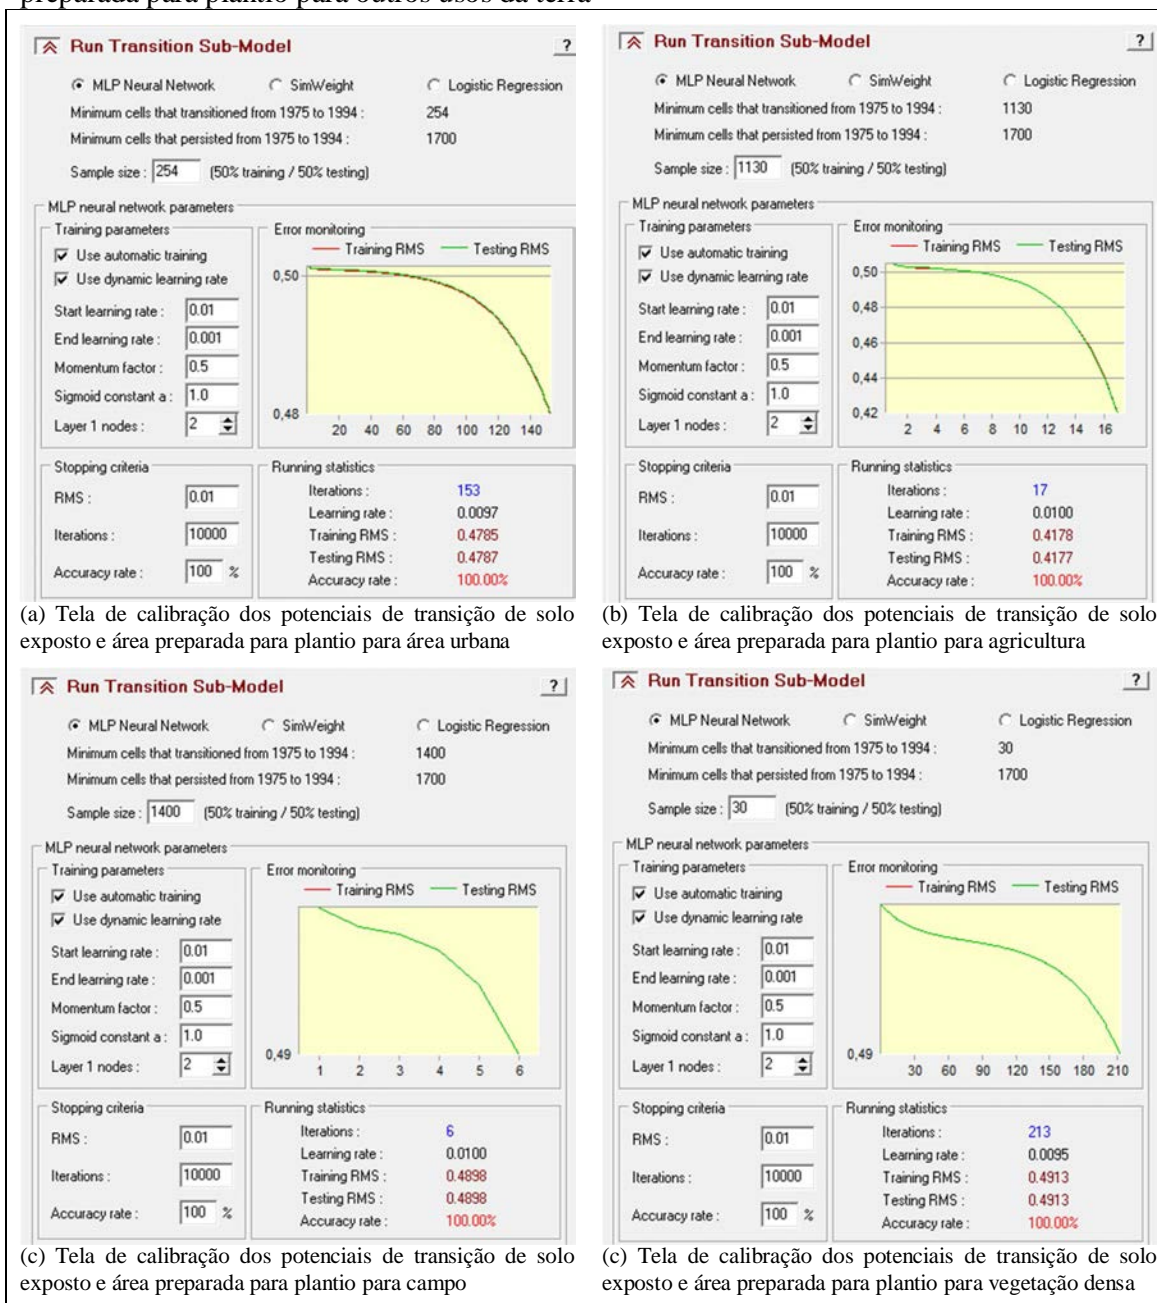 preparada para plantio para outros usos da terra
Run Transition Sub-Model
?
MLP Neural Network SimWeight Logistic Regression
Minimum cells that transitioned from 1975 to 1994 : 254
Minimum cells that persisted from 1975 to 1994 : 1700
Sample size : 254 (50% training / 50% testing)
MLP neural network parameters
Training parameters
Use automatic training
Use dynamic learning rate
Start learning rate : 0.01
End learning rate : 0.001
Momentum factor : 0.5
Sigmoid constant a : 1.0
Layer 1 nodes : 2
Error monitoring
Training RMS Testing RMS
0,50
0,48
20 40 60 80 100 120 140
Stopping criteria
RMS : 0.01
Iterations : 10000
Accuracy rate : 100 %
Running statistics
Iterations : 153
Learning rate : 0.0097
Training RMS : 0.4785
Testing RMS : 0.4787
Accuracy rate : 100.00%
(a) Tela de calibração dos potenciais de transição de solo
exposto e área preparada para plantio para área urbana
Run Transition Sub-Model
?
MLP Neural Network SimWeight Logistic Regression
Minimum cells that transitioned from 1975 to 1994 : 1130
Minimum cells that persisted from 1975 to 1994 : 1700
Sample size : 1130 (50% training / 50% testing)
MLP neural network parameters
Training parameters
Use automatic training
Use dynamic learning rate
Start learning rate : 0.01
End learning rate : 0.001
Momentum factor : 0.5
Sigmoid constant a : 1.0
Layer 1 nodes : 2
Error monitoring
Training RMS Testing RMS
0,50
0,48
0,46
0,44
0,42
2 4 6 8 10 12 14 16
Stopping criteria
RMS : 0.01
Iterations : 10000
Accuracy rate : 100 %
Running statistics
Iterations : 17
Learning rate : 0.0100
Training RMS : 0.4178
Testing RMS : 0.4177
Accuracy rate : 100.00%
(b) Tela de calibração dos potenciais de transição de solo
exposto e área preparada para plantio para agricultura
Run Transition Sub-Model
?
MLP Neural Network SimWeight Logistic Regression
Minimum cells that transitioned from 1975 to 1994 : 1400
Minimum cells that persisted from 1975 to 1994 : 1700
Sample size : 1400 (50% training / 50% testing)
MLP neural network parameters
Training parameters
Use automatic training
Use dynamic learning rate
Start learning rate : 0.01
End learning rate : 0.001
Momentum factor : 0.5
Sigmoid constant a : 1.0
Layer 1 nodes : 2
Error monitoring
Training RMS Testing RMS
0,49
1 2 3 4 5 6
Stopping criteria
RMS : 0.01
Iterations : 10000
Accuracy rate : 100 %
Running statistics
Iterations : 6
Learning rate : 0.0100
Training RMS : 0.4898
Testing RMS : 0.4898
Accuracy rate : 100.00%
(c) Tela de calibração dos potenciais de transição de solo
exposto e área preparada para plantio para campo
Run Transition Sub-Model
?
MLP Neural Network SimWeight Logistic Regression
Minimum cells that transitioned from 1975 to 1994 : 30
Minimum cells that persisted from 1975 to 1994 : 1700
Sample size : 30 (50% training / 50% testing)
MLP neural network parameters
Training parameters
Use automatic training
Use dynamic learning rate
Start learning rate : 0.01
End learning rate : 0.001
Momentum factor : 0.5
Sigmoid constant a : 1.0
Layer 1 nodes : 2
Error monitoring
Training RMS Testing RMS
0,49
30 60 90 120 150 180 210
Stopping criteria
RMS : 0.01
Iterations : 10000
Accuracy rate : 100 %
Running statistics
Iterations : 213
Learning rate : 0.0095
Training RMS : 0.4913
Testing RMS : 0.4913
Accuracy rate : 100.00%
(c) Tela de calibração dos potenciais de transição de solo
exposto e área preparada para plantio para vegetação densa